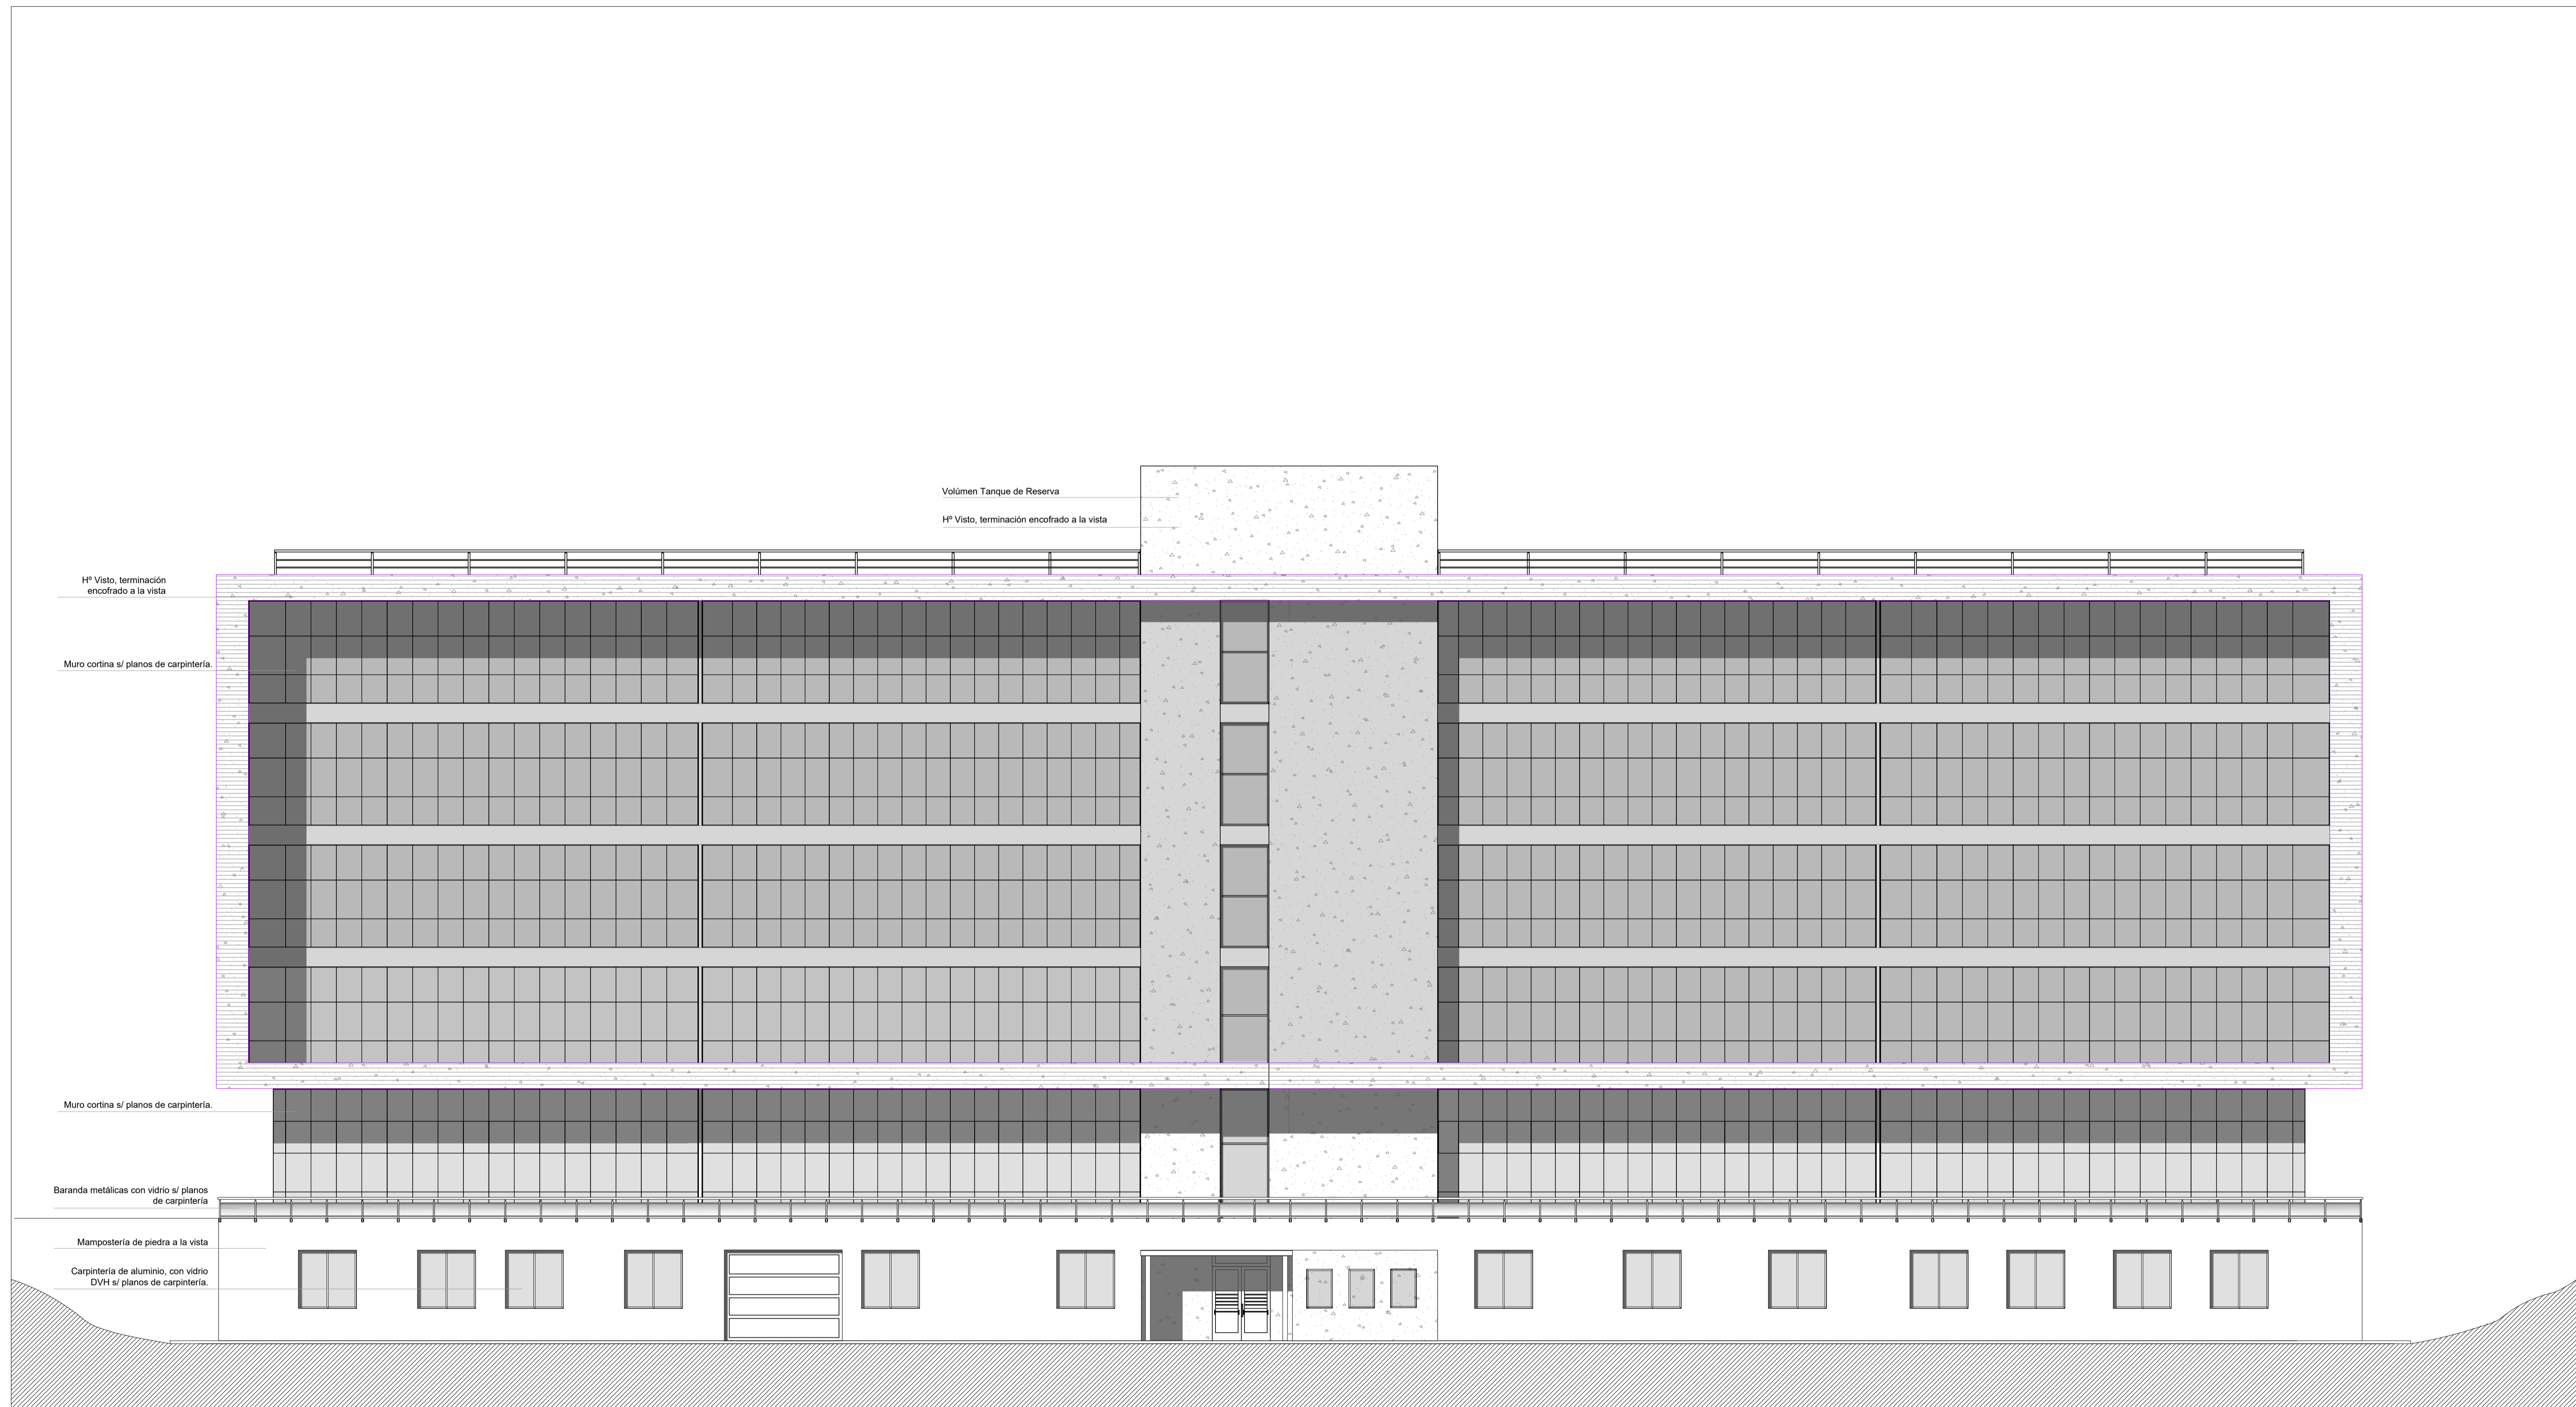 Volúmen Tanque de Reserva
Hº Visto, terminación encofrado a la vista
Hº Visto, terminación
encofrado a la vista
Muro cortina s/ planos de carpintería.
Muro cortina s/ planos de carpintería.
Baranda metálicas con vidrio s/ planos
de carpintería
Mampostería de piedra a la vista
Carpintería de aluminio, con vidrio
DVH s/ planos de carpintería.